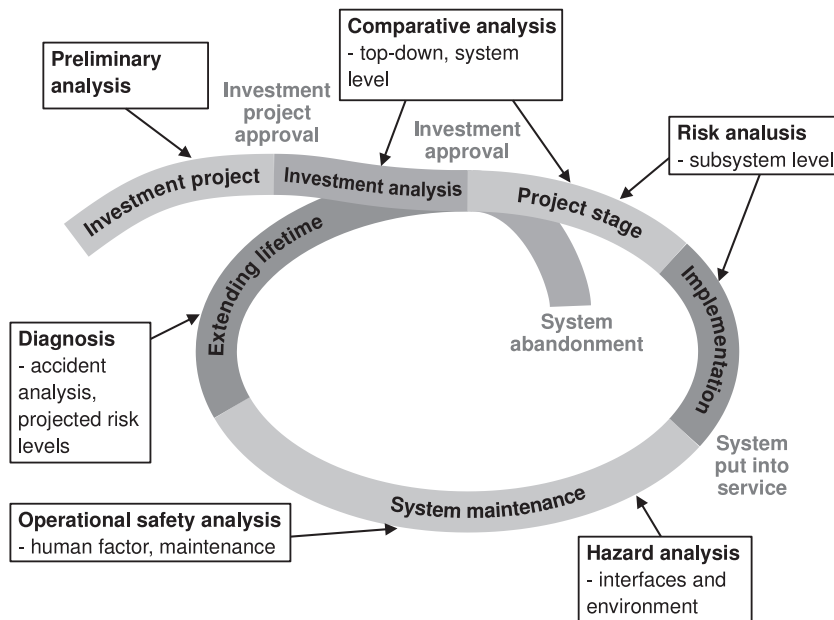 Comparative analysis
- top-down, system
level
Preliminary
analysis
Investment
project
approval
Investment
approval
Risk analusis
- subsystem level
Investment project
Investment analysis
Project stage
Implementation
Extending lifetime
System
abandonment
Diagnosis
- accident
analysis,
projected risk
levels
System
put into
service
System maintenance
Operational safety analysis
- human factor, maintenance
Hazard analysis
- interfaces and
environment